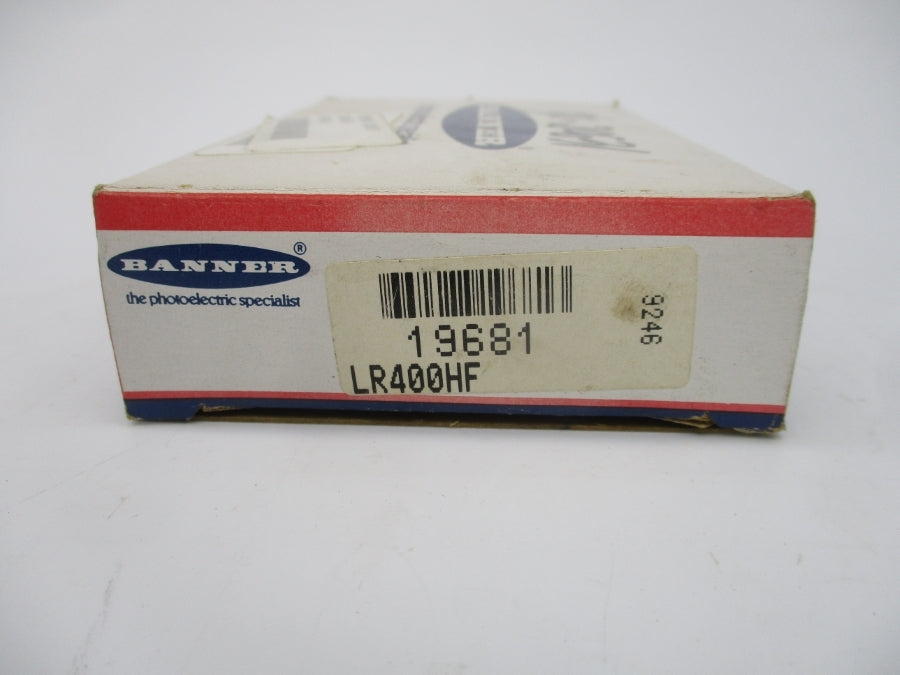 BANNER®
the photoelectric specialist
19681
LR400HF
9246